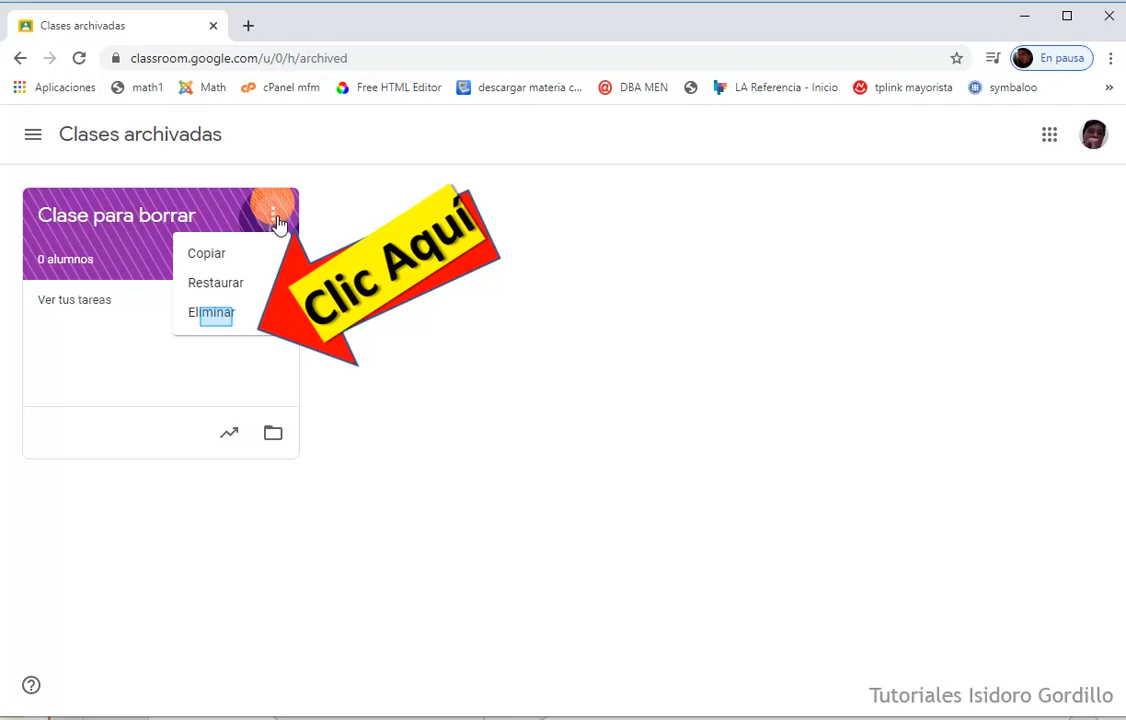 Clases archivadas
classroom.google.com/u/0/h/archived
En pausa
Aplicaciones math1 Math cPanel mfm Free HTML Editor descargar materia c... DBA MEN LA Referencia - Inicio tplink mayorista symbaloo »
Clases archivadas
Clase para borrar
0 alumnos
Copiar
Restaurar
Eliminar
Ver tus tareas
Clic Aquí
Tutoriales Isidoro Gordillo